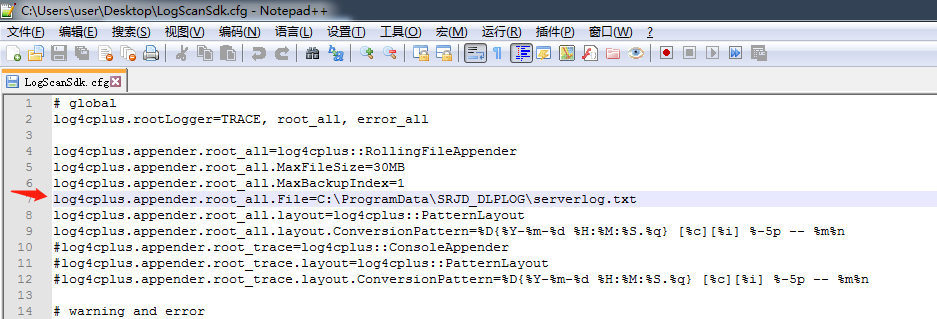 C:\Users\user\Desktop\LogScanSdk.cfg - Notepad++
文件(F) 编辑(E) 搜索(S) 视图(V) 编码(N) 语言(L) 设置(T) 工具(O) 宏(M) 运行(R) 插件(P) 窗口(W) ?
LogScanSdk.cfg
1 # global
2 log4cplus.rootLogger=TRACE, root_all, error_all
3
4 log4cplus.appender.root_all=log4cplus::RollingFileAppender
5 log4cplus.appender.root_all.MaxFileSize=30MB
6 log4cplus.appender.root_all.MaxBackupIndex=1
7 log4cplus.appender.root_all.File=C:\ProgramData\SRJD_DLPLOG\serverlog.txt
8 log4cplus.appender.root_all.layout=log4cplus::PatternLayout
9 log4cplus.appender.root_all.layout.ConversionPattern=%D{%Y-%m-%d %H:%M:%S.%q} [%c][%i] %-5p -- %m%n
10 #log4cplus.appender.root_trace=log4cplus::ConsoleAppender
11 #log4cplus.appender.root_trace.layout=log4cplus::PatternLayout
12 #log4cplus.appender.root_trace.layout.ConversionPattern=%D{%Y-%m-%d %H:%M:%S.%q} [%c][%i] %-5p -- %m%n
13
14 # warning and error